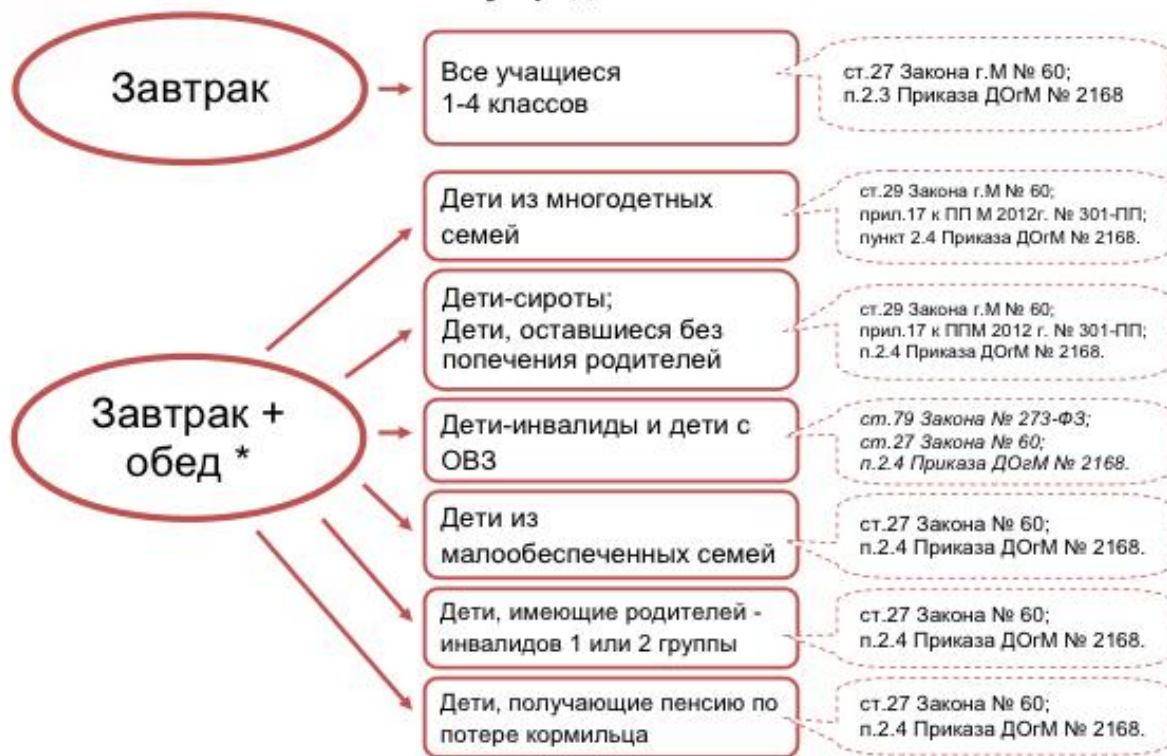 Завтрак
Все учащиеся
1-4 классов
ст.27 Закона г.М № 60;
п.2.3 Приказа ДОгМ № 2168
Дети из многодетных
семей
ст.29 Закона г.М № 60;
прил.17 к ПП М 2012г. № 301-ПП;
пункт 2.4 Приказа ДОгМ № 2168.
Дети-сироты;
Дети, оставшиеся без
попечения родителей
ст.29 Закона г.М № 60;
прил.17 к ППМ 2012 г. № 301-ПП;
п.2.4 Приказа ДОгМ № 2168.
Завтрак +
обед *
Дети-инвалиды и дети с
ОВЗ
ст.79 Закона № 273-ФЗ;
ст.27 Закона № 60;
п.2.4 Приказа ДОгМ № 2168.
Дети из
малообеспеченных семей
ст.27 Закона № 60;
п.2.4 Приказа ДОгМ № 2168.
Дети, имеющие родителей -
инвалидов 1 или 2 группы
ст.27 Закона № 60;
п.2.4 Приказа ДОгМ № 2168.
Дети, получающие пенсию по
потере кормильца
ст.27 Закона № 60;
п.2.4 Приказа ДОгМ № 2168.